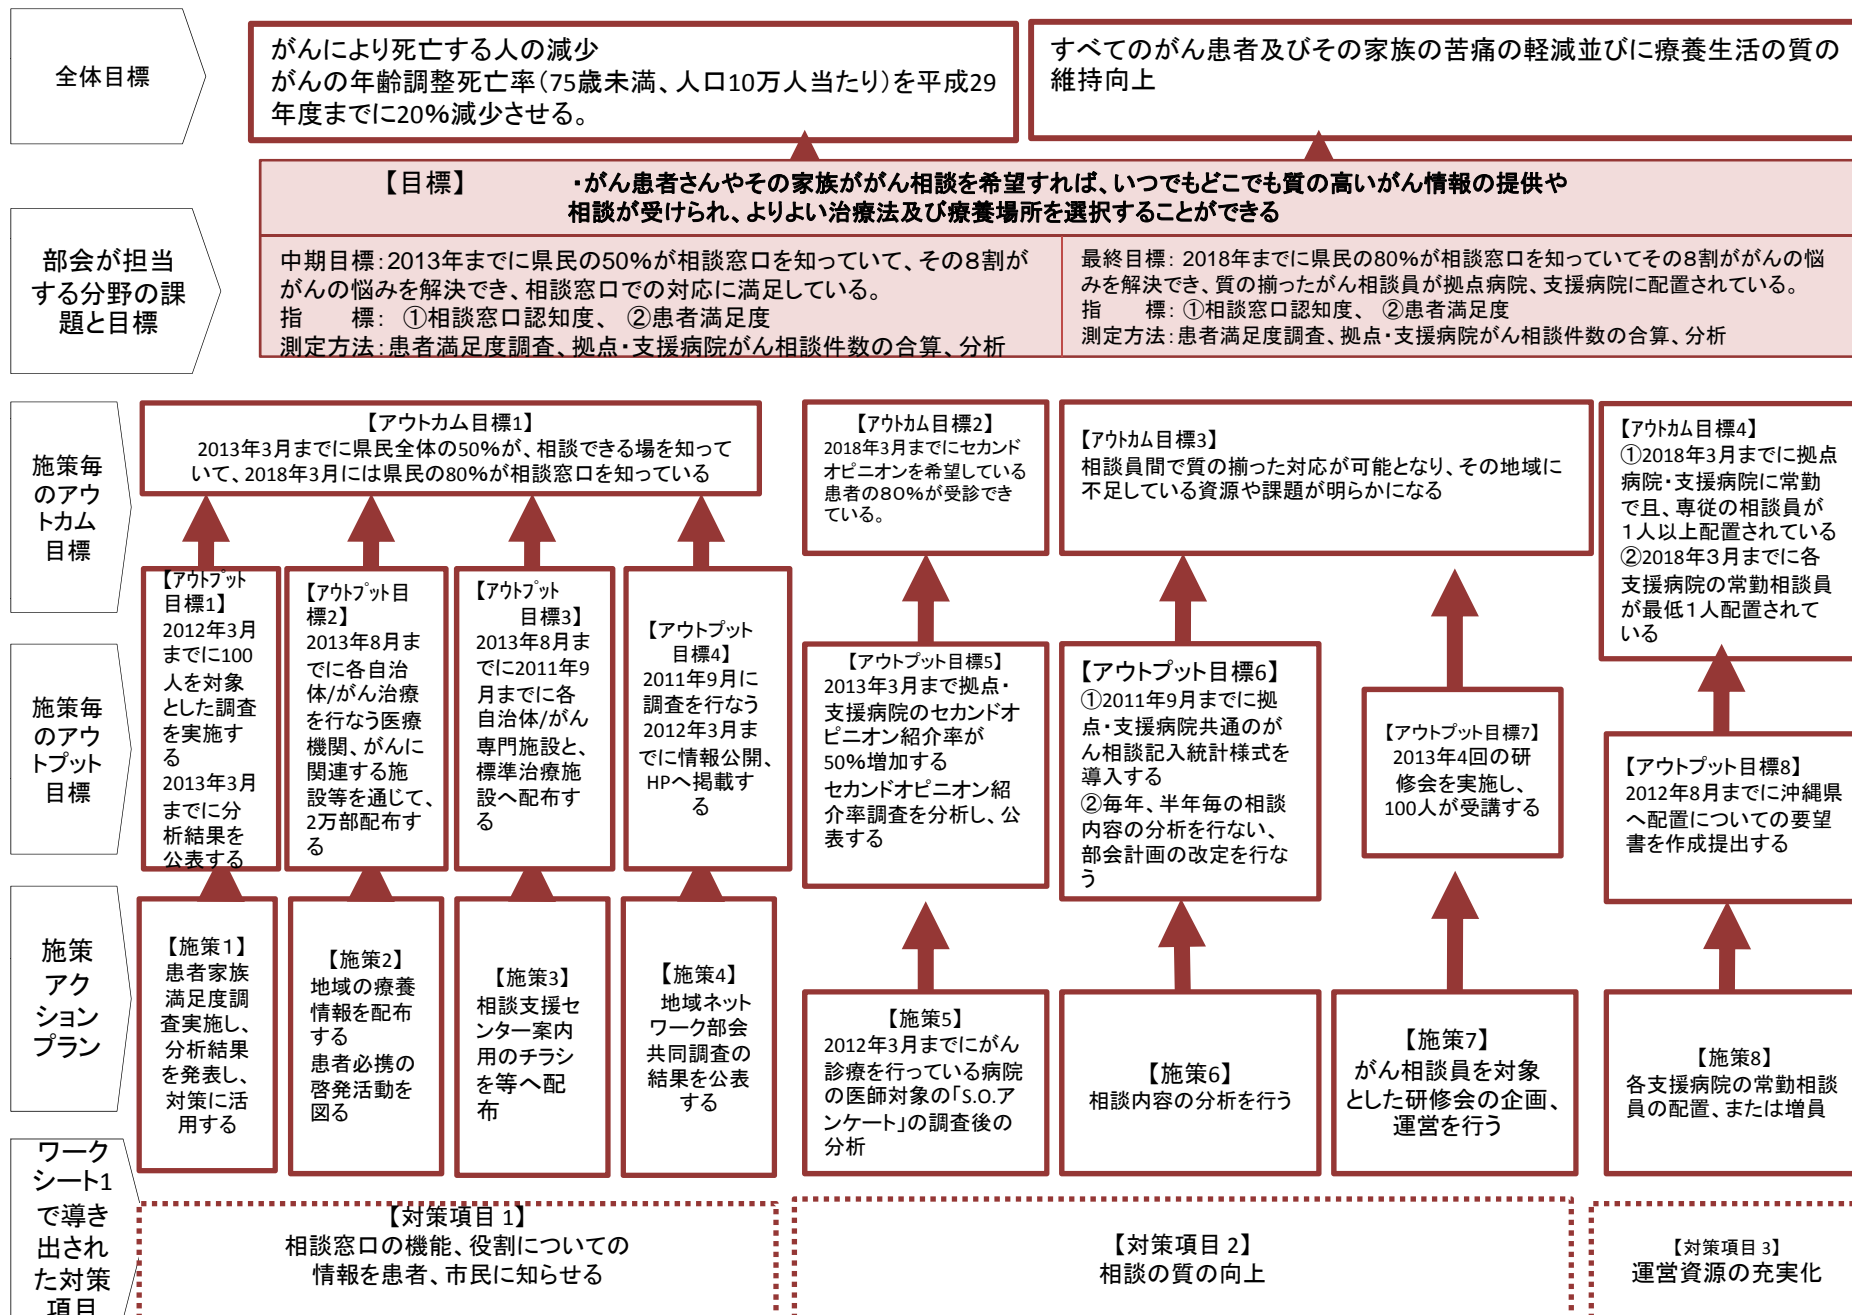 全体目標
がんにより死亡する人の減少
がんの年齢調整死亡率(75歳未満、人口10万人当たり)を平成29
年度までに20%減少させる。
すべてのがん患者及びその家族の苦痛の軽減並びに療養生活の質の
維持向上
部会が担当
する分野の課
題と目標
【目標】　・がん患者さんやその家族ががん相談を希望すれば、いつでもどこでも質の高いがん情報の提供や
相談が受けられ、よりよい治療法及び療養場所を選択することができる
中期目標：2013年までに県民の50%が相談窓口を知っていて、その8割が
がんの悩みを解決でき、相談窓口での対応に満足している。
指　標： ①相談窓口認知度、 ②患者満足度
測定方法：患者満足度調査、拠点・支援病院がん相談件数の合算、分析
最終目標： 2018年までに県民の80%が相談窓口を知っていてその8割ががんの悩
みを解決でき、質の揃ったがん相談員が拠点病院、支援病院に配置されている。
指　標： ①相談窓口認知度、 ②患者満足度
測定方法：患者満足度調査、拠点・支援病院がん相談件数の合算、分析
施策毎
のアウ
トカム
目標
【アウトカム目標1】
2013年3月までに県民全体の50%が、相談できる場を知って
いて、2018年3月には県民の80%が相談窓口を知っている
【アウトカム目標2】
2018年3月までにセカンド
オピニオンを希望している
患者の80%が受診でき
ている。
【アウトカム目標3】
相談員間で質の揃った対応が可能となり、その地域に
不足している資源や課題が明らかになる
【アウトカム目標4】
①2018年3月までに拠点
病院・支援病院に常勤
で且、専従の相談員が
1人以上配置されている
②2018年3月までに各
支援病院の常勤相談員
が最低1人配置されて
いる
施策毎
のアウ
トプット
目標
【アウトプット
目標1】
2012年3月
までに100
人を対象
とした調査
を実施す
る
2013年3月
までに分
析結果を
公表する
【アウトプット目
標2】
2013年8月ま
でに各自治
体/がん治療
を行なう医療
機関、がんに
関連する施
設等を通じて、
2万部配布す
る
【アウトプット
目標3】
2013年8月ま
でに2011年9
月までに各
自治体/がん
専門施設と、
標準治療施
設へ配布す
る
【アウトプット
目標4】
2011年9月に
調査を行なう
2012年3月ま
でに情報公開、
HPへ掲載す
る
【アウトプット目標5】
2013年3月まで拠点・
支援病院のセカンドオ
ピニオン紹介率が
50%増加する
セカンドオピニオン紹
介率調査を分析し、公
表する
【アウトプット目標6】
①2011年9月までに拠
点・支援病院共通のが
ん相談記入統計様式を
導入する
②毎年、半年毎の相談
内容の分析を行ない、
部会計画の改定を行な
う
【アウトプット目標7】
2013年4回の研
修会を実施し、
100人が受講する
【アウトプット目標8】
2012年8月までに沖縄県
へ配置についての要望
書を作成提出する
施策
アク
ション
プラン
【施策1】
患者家族
満足度調
査実施し、
分析結果
を発表し、
対策に活
用する
【施策2】
地域の療養
情報を配布
する
患者必携の
啓発活動を
図る
【施策3】
相談支援セ
ンター案内
用のチラシ
を等へ配
布
【施策4】
地域ネット
ワーク部会
共同調査の
結果を公表
する
【施策5】
2012年3月までにがん
診療を行っている病院
の医師対象の「S.O.ア
ンケート」の調査後の
分析
【施策6】
相談内容の分析を行う
【施策7】
がん相談員を対象
とした研修会の企画、
運営を行う
【施策8】
各支援病院の常勤相談
員の配置、または増員
ワーク
シート1
で導き
出され
た対策
項目
【対策項目 1】
相談窓口の機能、役割についての
情報を患者、市民に知らせる
【対策項目 2】
相談の質の向上
【対策項目 3】
運営資源の充実化